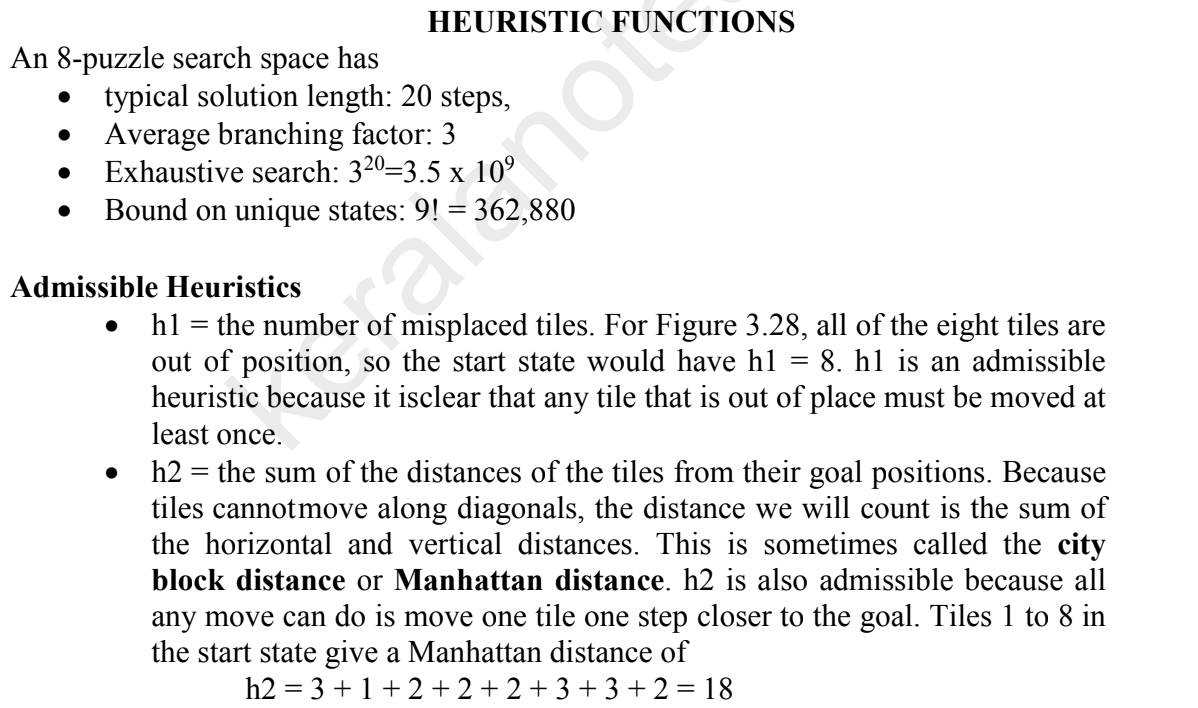 HEURISTIC FUNCTIONS
An 8-puzzle search space has
• typical solution length: 20 steps,
• Average branching factor: 3
• Exhaustive search: 3²⁰=3.5 x 10⁹
• Bound on unique states: 9! = 362,880
Admissible Heuristics
• h1 = the number of misplaced tiles. For Figure 3.28, all of the eight tiles are
out of position, so the start state would have h1 = 8. h1 is an admissible
heuristic because it isclear that any tile that is out of place must be moved at
least once.
• h2 = the sum of the distances of the tiles from their goal positions. Because
tiles cannotmove along diagonals, the distance we will count is the sum of
the horizontal and vertical distances. This is sometimes called the city
block distance or Manhattan distance. h2 is also admissible because all
any move can do is move one tile one step closer to the goal. Tiles 1 to 8 in
the start state give a Manhattan distance of
h2 = 3 + 1 + 2 + 2 + 2 + 3 + 3 + 2 = 18
keralanote